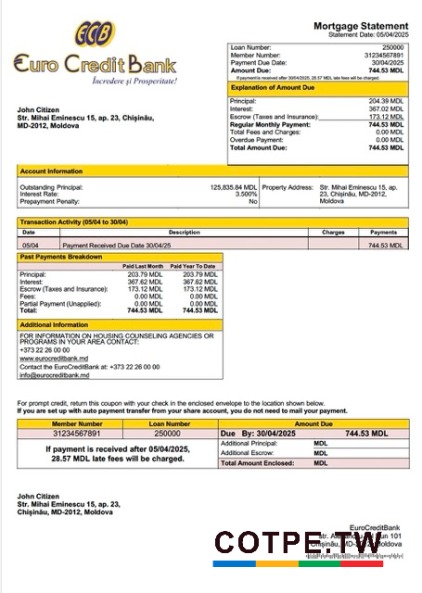 ECB
Euro Credit Bank
Încredere și Prosperitate!
Mortgage Statement
Statement Date: 05/04/2025
Loan Number: 250000
Member Number: 31234567891
Payment Due Date: 30/04/2025
Amount Due: 744.53 MDL
If payment is received after 30/04/2025, 28.57 MDL late fees will be charged.
Explanation of Amount Due
Principal: 204.39 MDL
Interest: 367.02 MDL
Escrow (Taxes and Insurance): 173.12 MDL
Regular Monthly Payment: 744.53 MDL
Total Fees and Charges: 0.00 MDL
Overdue Payment: 0.00 MDL
Total Amount Due: 744.53 MDL
John Citizen
Str. Mihai Eminescu 15, ap. 23, Chișinău,
MD-2012, Moldova
Account Information
Outstanding Principal: 125,835.84 MDL
Interest Rate: 3.500%
Prepayment Penalty: No
Property Address: Str. Mihai Eminescu 15, ap.
23, Chișinău, MD-2012,
Moldova
Transaction Activity (05/04 to 30/04)
Date Description Charges Payments
05/04 Payment Received Due Date 30/04/25 744.53 MDL
Past Payments Breakdown
Paid Last Month Paid Year To Date
Principal: 203.79 MDL 203.79 MDL
Interest: 367.62 MDL 367.62 MDL
Escrow (Taxes and Insurance): 173.12 MDL 173.12 MDL
Fees: 0.00 MDL 0.00 MDL
Partial Payment (Unapplied): 0.00 MDL 0.00 MDL
Total: 744.53 MDL 744.53 MDL
Additional Information
FOR INFORMATION ON HOUSING COUNSELING AGENCIES OR
PROGRAMS IN YOUR AREA CONTACT:
+373 22 26 00 00
www.eurocreditbank.md
Contact the EuroCreditBank at: +373 22 26 00 00
info@eurocreditbank.md
For prompt credit, return this coupon with your check in the enclosed envelope to the location shown below.
If you are set up with auto payment transfer from your share account, you do not need to mail your payment.
Member Number Loan Number Amount Due
31234567891 250000 Due By: 30/04/2025 744.53 MDL
If payment is received after 05/04/2025,
28.57 MDL late fees will be charged.
Additional Principal: MDL
Additional Escrow: MDL
Total Amount Enclosed: MDL
John Citizen
Str. Mihai Eminescu 15, ap. 23,
Chișinău, MD-2012, Moldova
EuroCreditBank
101
Chișinău,
COTPE.TW